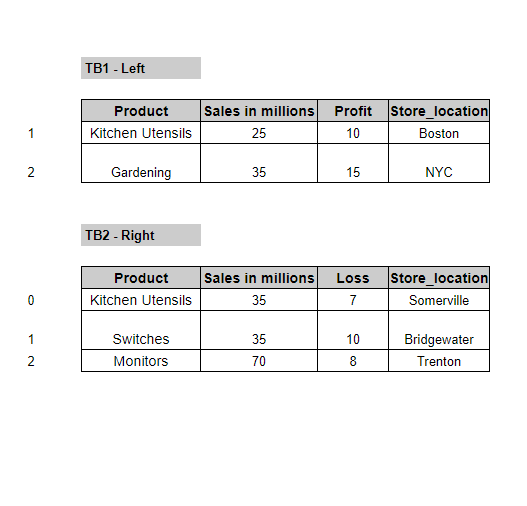 TB1 - Left
Product Sales in millions Profit Store_location
1 Kitchen Utensils 25 10 Boston
2 Gardening 35 15 NYC
TB2 - Right
Product Sales in millions Loss Store_location
0 Kitchen Utensils 35 7 Somerville
1 Switches 35 10 Bridgewater
2 Monitors 70 8 Trenton